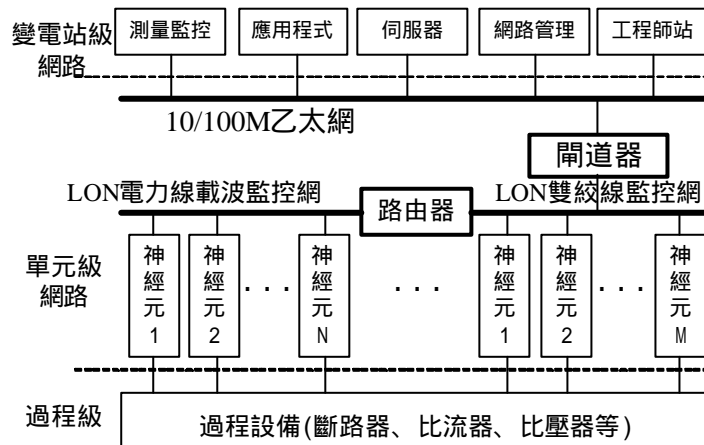 變電站級
網路
測量監控
應用程式
伺服器
網路管理
工程師站
10/100M乙太網
閘道器
LON電力線載波監控網
路由器
LON雙絞線監控網
單元級
網路
神經元1
神經元2
...
神經元N
...
神經元1
神經元2
...
神經元M
過程級
過程設備(斷路器、比流器、比壓器等)